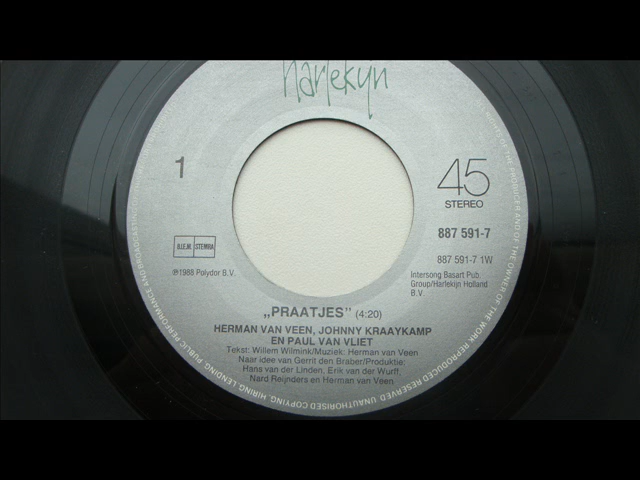 harlekyn
1
45
STEREO
887 591-7
887 591-7 1W
B.I.E.M. STEMRA
℗1988 Polydor B.V.
Intersong Basart Pub.
Group/Harlekijn Holland
B.V.
„PRAATJES" (4:20)
HERMAN VAN VEEN, JOHNNY KRAAYKAMP
EN PAUL VAN VLIET
Tekst: Willem Wilmink/Muziek: Herman van Veen
Naar idee van Gerrit den Braber/Produktie:
Hans van der Linden, Erik van der Wurff,
Nard Reijnders en Herman van Veen
OF THE PRODUCER AND OF THE OWNER OF THE WORK REPRODUCED RESERVED. UNAUTHORISED COPYING, HIRING, LENDING, PUBLIC PERFORMANCE AND BROADCASTING